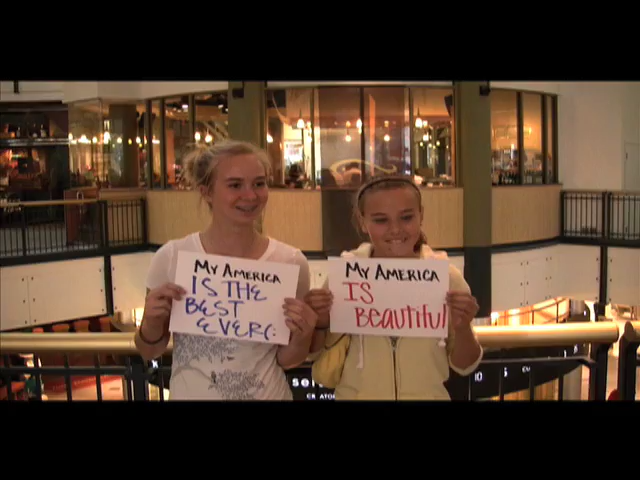 My America
IS THE
BEST
EVER(:
My America
IS
Beautiful